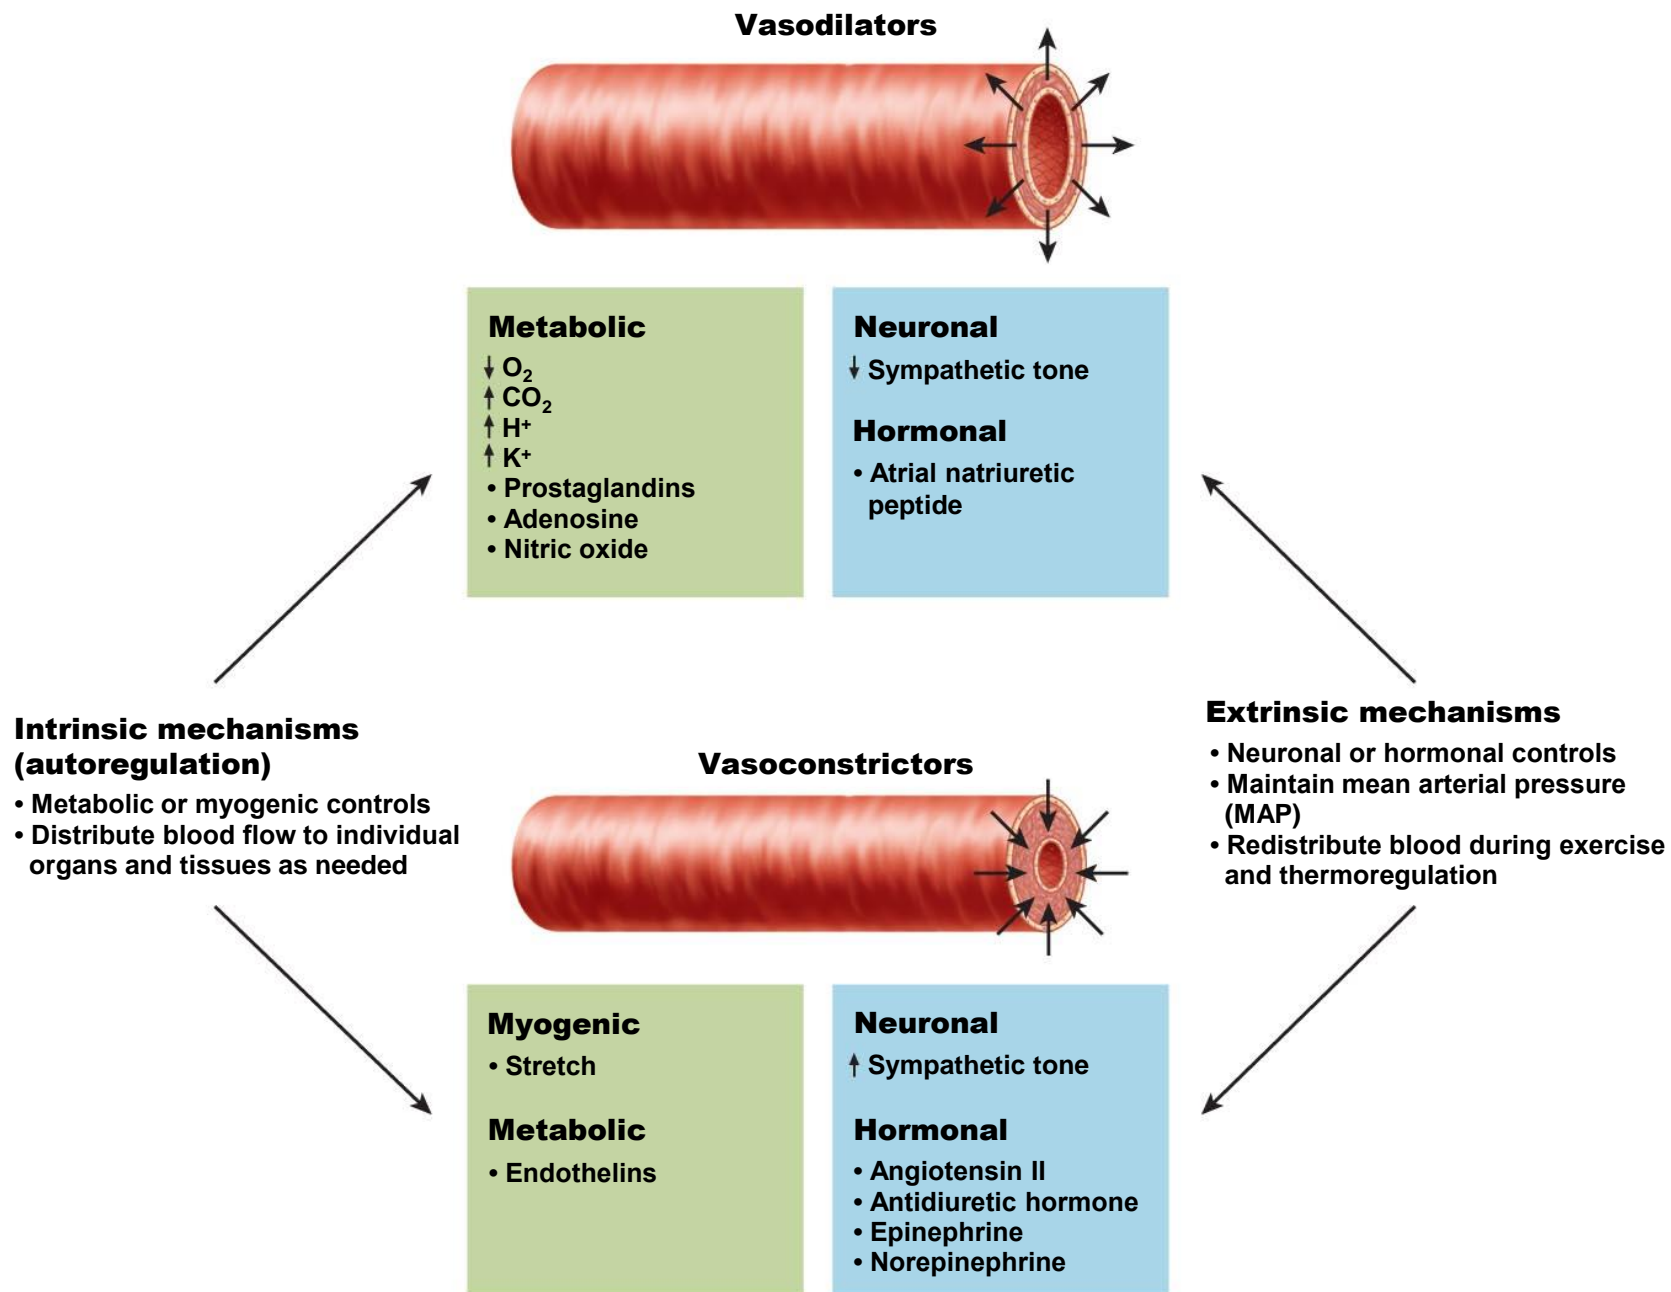 Vasodilators
Metabolic
↓ O₂
↑ CO₂
↑ H⁺
↑ K⁺
• Prostaglandins
• Adenosine
• Nitric oxide
Neuronal
↓ Sympathetic tone
Hormonal
• Atrial natriuretic
peptide
Intrinsic mechanisms
(autoregulation)
• Metabolic or myogenic controls
• Distribute blood flow to individual
organs and tissues as needed
Extrinsic mechanisms
• Neuronal or hormonal controls
• Maintain mean arterial pressure
(MAP)
• Redistribute blood during exercise
and thermoregulation
Vasoconstrictors
Myogenic
• Stretch
Metabolic
• Endothelins
Neuronal
↑ Sympathetic tone
Hormonal
• Angiotensin II
• Antidiuretic hormone
• Epinephrine
• Norepinephrine